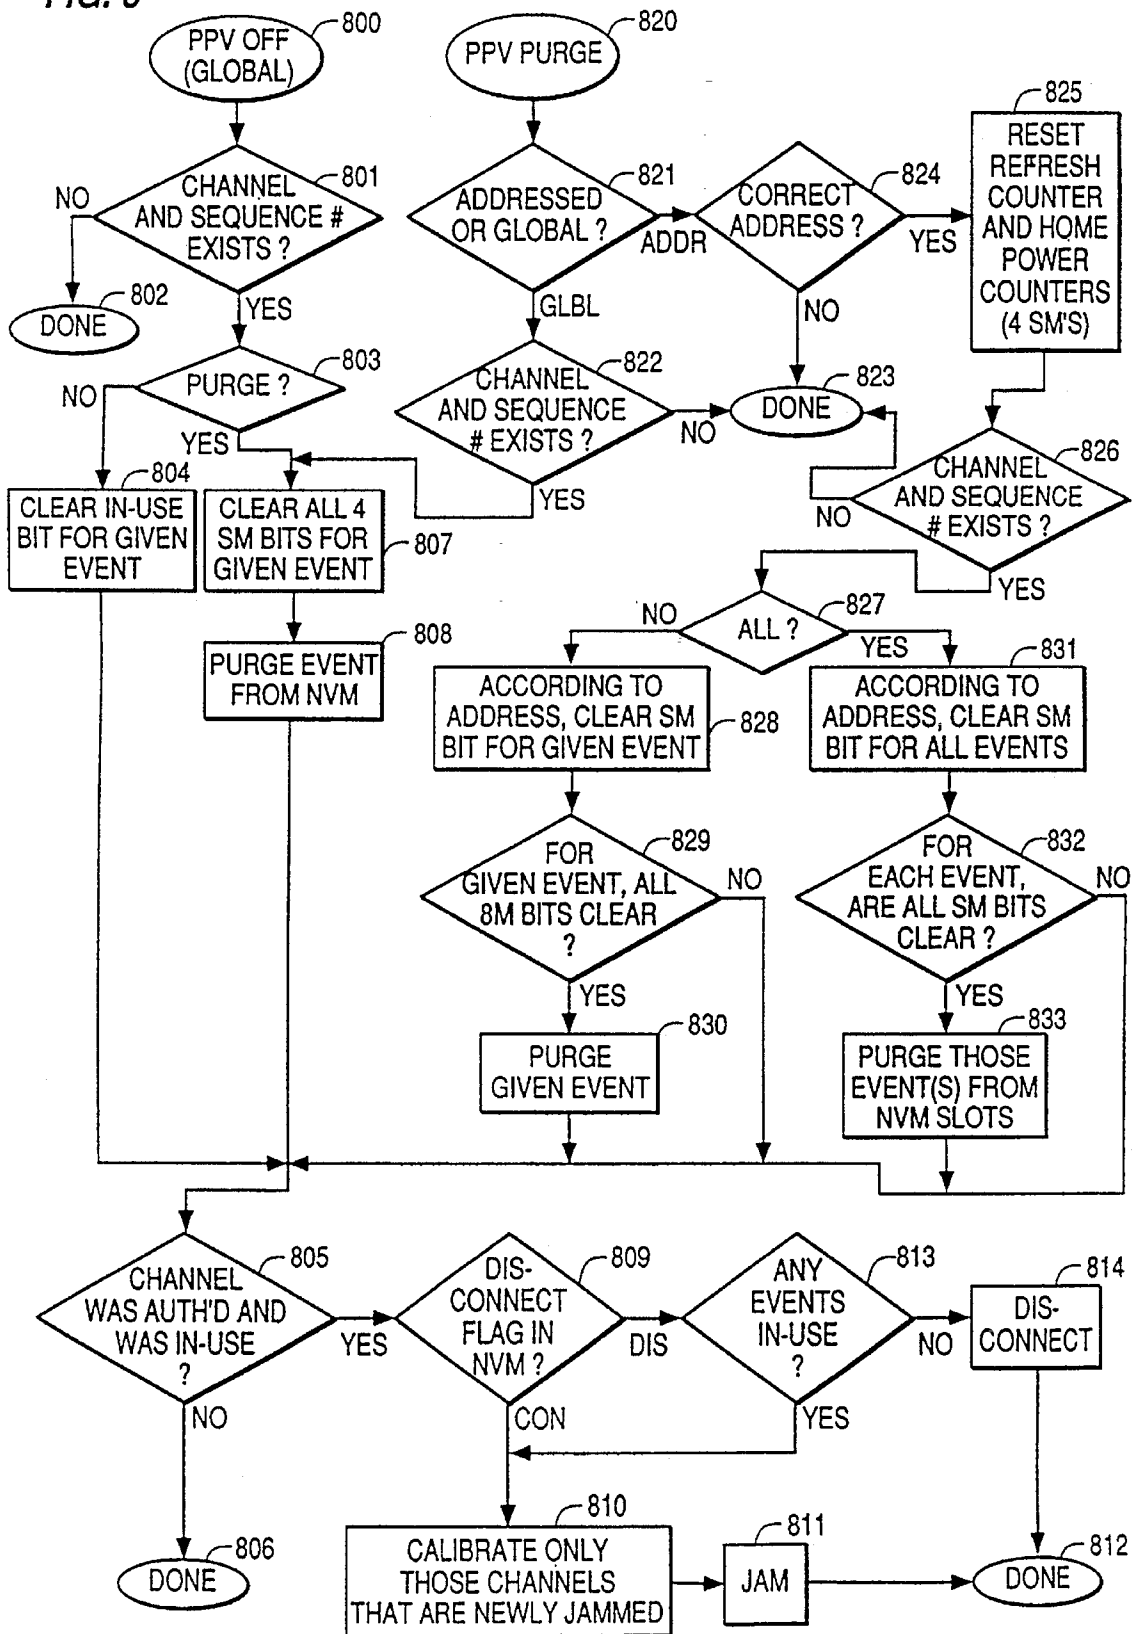 FIG. 8
PPV OFF
(GLOBAL)
800
PPV PURGE
820
CHANNEL
AND SEQUENCE #
EXISTS ?
801
NO
YES
DONE
802
ADDRESSED
OR GLOBAL ?
821
ADDR
GLBL
CORRECT
ADDRESS ?
824
YES
NO
825
RESET
REFRESH
COUNTER
AND HOME
POWER
COUNTERS
(4 SM'S)
PURGE ?
803
NO
YES
CHANNEL
AND SEQUENCE
# EXISTS ?
822
NO
YES
DONE
823
CHANNEL
AND SEQUENCE
# EXISTS ?
826
NO
YES
804
CLEAR IN-USE
BIT FOR GIVEN
EVENT
CLEAR ALL 4
SM BITS FOR
GIVEN EVENT
807
PURGE EVENT
FROM NVM
808
ALL ?
827
NO
YES
ACCORDING TO
ADDRESS, CLEAR SM
BIT FOR GIVEN EVENT
828
831
ACCORDING TO
ADDRESS, CLEAR SM
BIT FOR ALL EVENTS
FOR
GIVEN EVENT, ALL
8M BITS CLEAR
?
829
NO
YES
FOR
EACH EVENT,
ARE ALL SM BITS
CLEAR ?
832
NO
YES
830
PURGE
GIVEN EVENT
833
PURGE THOSE
EVENT(S) FROM
NVM SLOTS
CHANNEL
WAS AUTH'D AND
WAS IN-USE
?
805
YES
NO
DIS-
CONNECT
FLAG IN
NVM ?
809
DIS
CON
ANY
EVENTS
IN-USE
?
813
NO
YES
814
DIS-
CONNECT
DONE
806
810
CALIBRATE ONLY
THOSE CHANNELS
THAT ARE NEWLY JAMMED
811
JAM
DONE
812